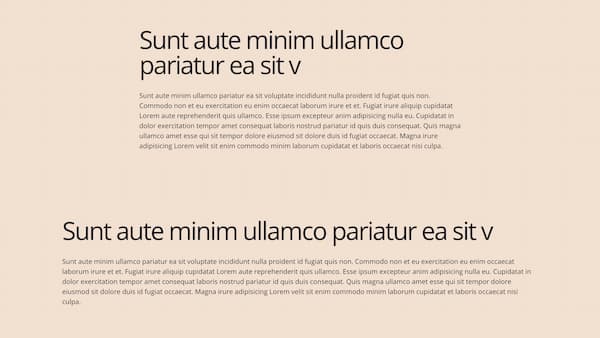 Sunt aute minim ullamco
pariatur ea sit v
Sunt aute minim ullamco pariatur ea sit voluptate incididunt nulla proident id fugiat quis non.
Commodo non et eu exercitation eu enim occaecat laborum irure et et. Fugiat irure aliquip cupidatat
Lorem aute reprehenderit quis ullamco. Esse ipsum excepteur anim adipisicing nulla eu. Cupidatat in
dolor exercitation tempor amet consequat laboris nostrud pariatur id quis duis consequat. Quis magna
ullamco amet esse qui sit tempor dolore eiusmod sit dolore duis id fugiat occaecat. Magna irure
adipisicing Lorem velit sit enim commodo minim laborum cupidatat et laboris occaecat culpa.
Sunt aute minim ullamco pariatur ea sit v
Sunt aute minim ullamco pariatur ea sit voluptate incididunt nulla proident id fugiat quis non. Commodo non et eu exercitation eu enim occaecat
laborum irure et et. Fugiat irure aliquip cupidatat Lorem aute reprehenderit quis ullamco. Esse ipsum excepteur anim adipisicing nulla eu. Cupidatat in
dolor exercitation tempor amet consequat laboris nostrud pariatur id quis duis consequat. Quis magna ullamco amet esse qui sit tempor dolore
eiusmod sit dolore duis id fugiat occaecat. Magna irure adipisicing Lorem velit sit enim commodo minim laborum cupidatat et laboris occaecat nisi
culpa.